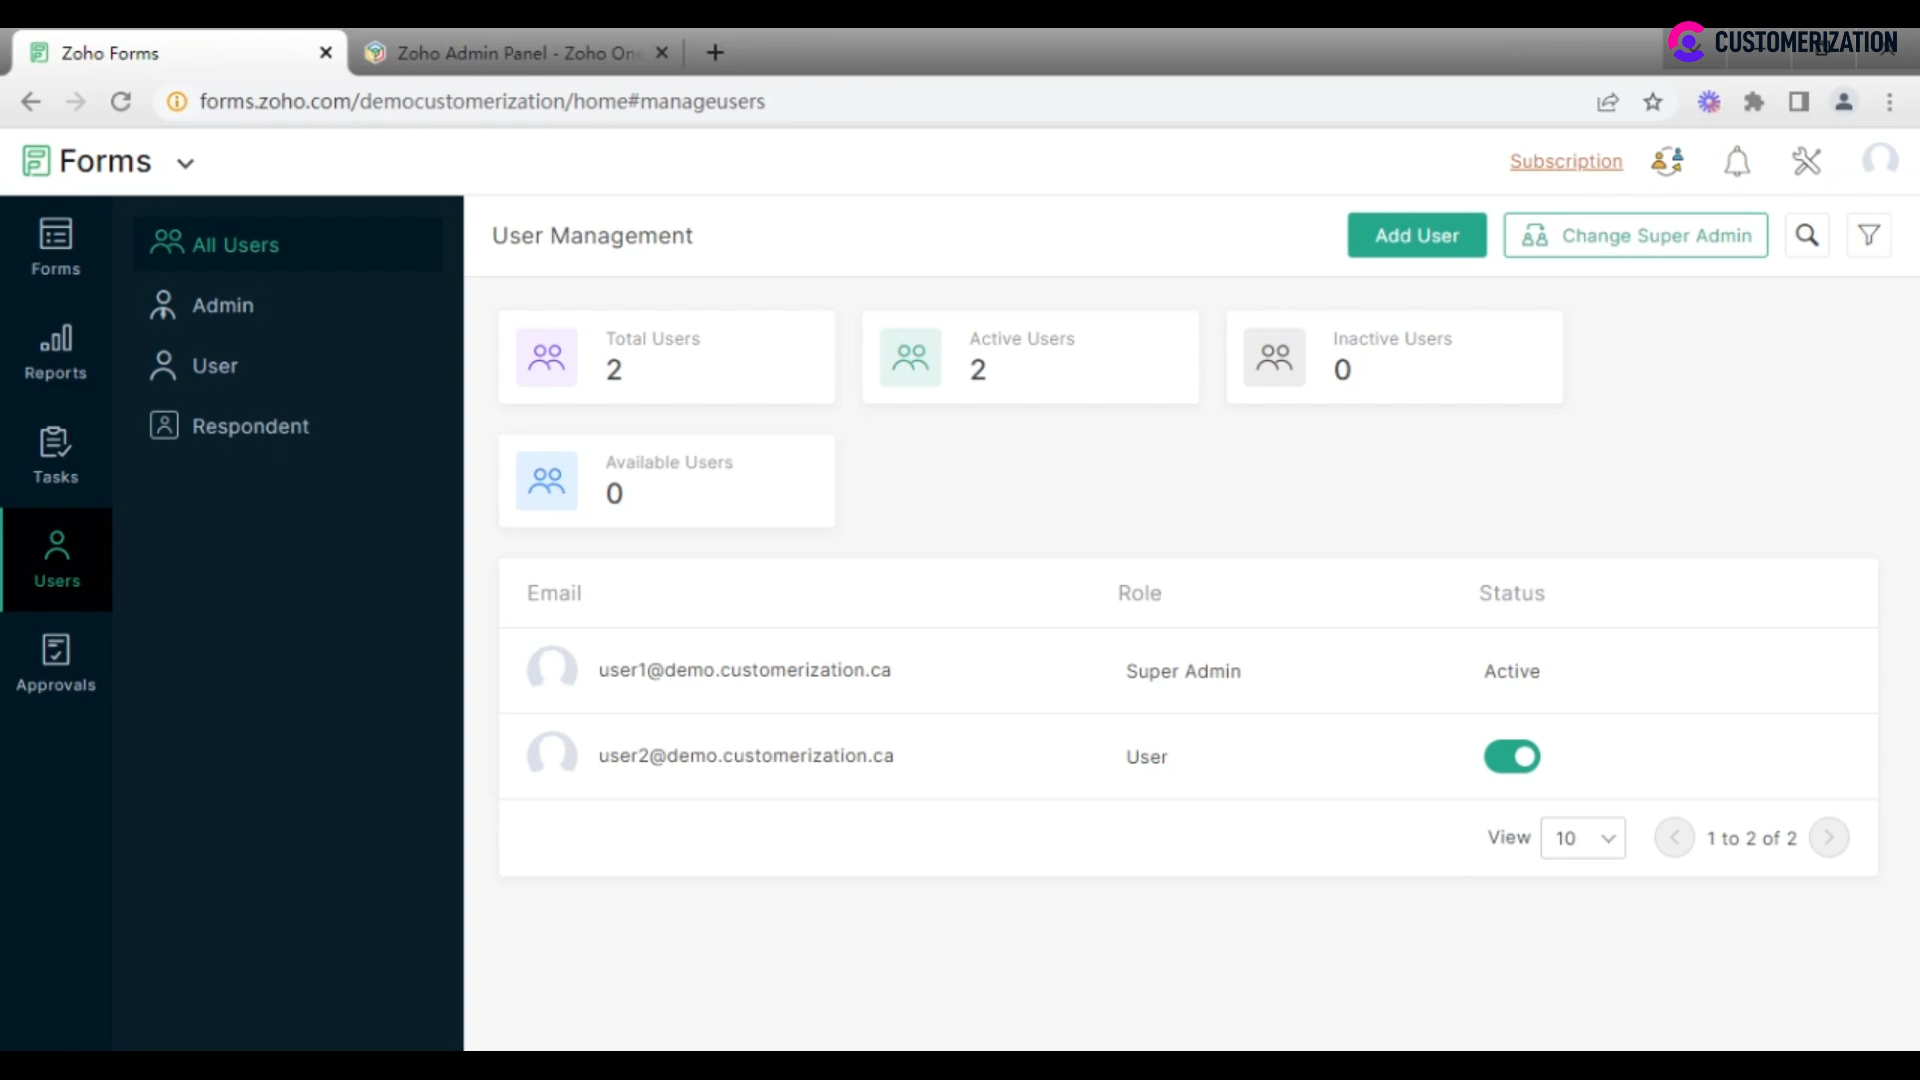 Zoho Forms
Zoho Admin Panel - Zoho One
CUSTOMERIZATION
forms.zoho.com/democustomerization/home#manageusers
Forms
Subscription
Forms
Reports
Tasks
Users
Approvals
All Users
Admin
User
Respondent
User Management
Add User
Change Super Admin
Total Users
2
Active Users
2
Inactive Users
0
Available Users
0
Email Role Status
user1@demo.customerization.ca Super Admin Active
user2@demo.customerization.ca User
View 10 1 to 2 of 2